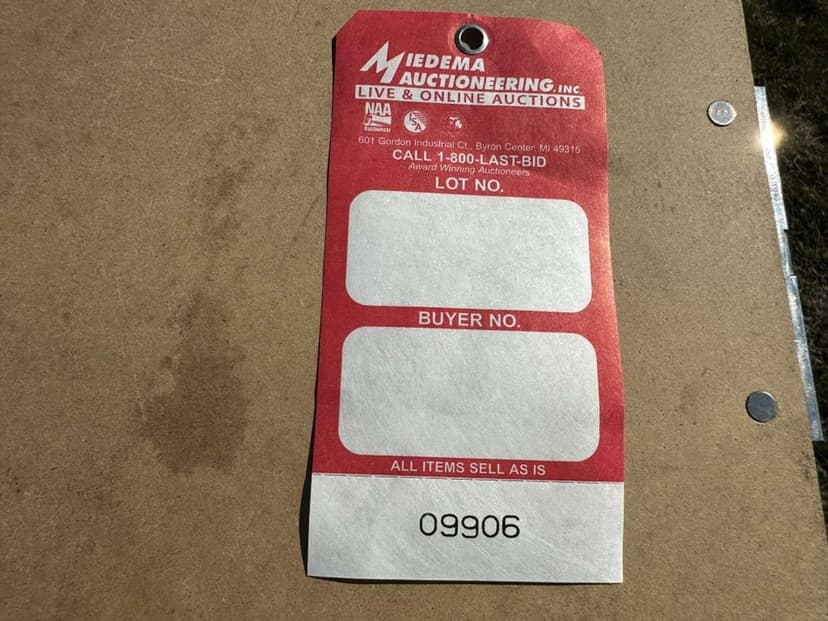 MIEDEMA
AUCTIONEERING, INC.
LIVE & ONLINE AUCTIONS
NAA
Auctioneer
601 Gordon Industrial Ct., Byron Center, MI 49315
CALL 1-800-LAST-BID
Award Winning Auctioneers
LOT NO.
BUYER NO.
ALL ITEMS SELL AS IS
09906